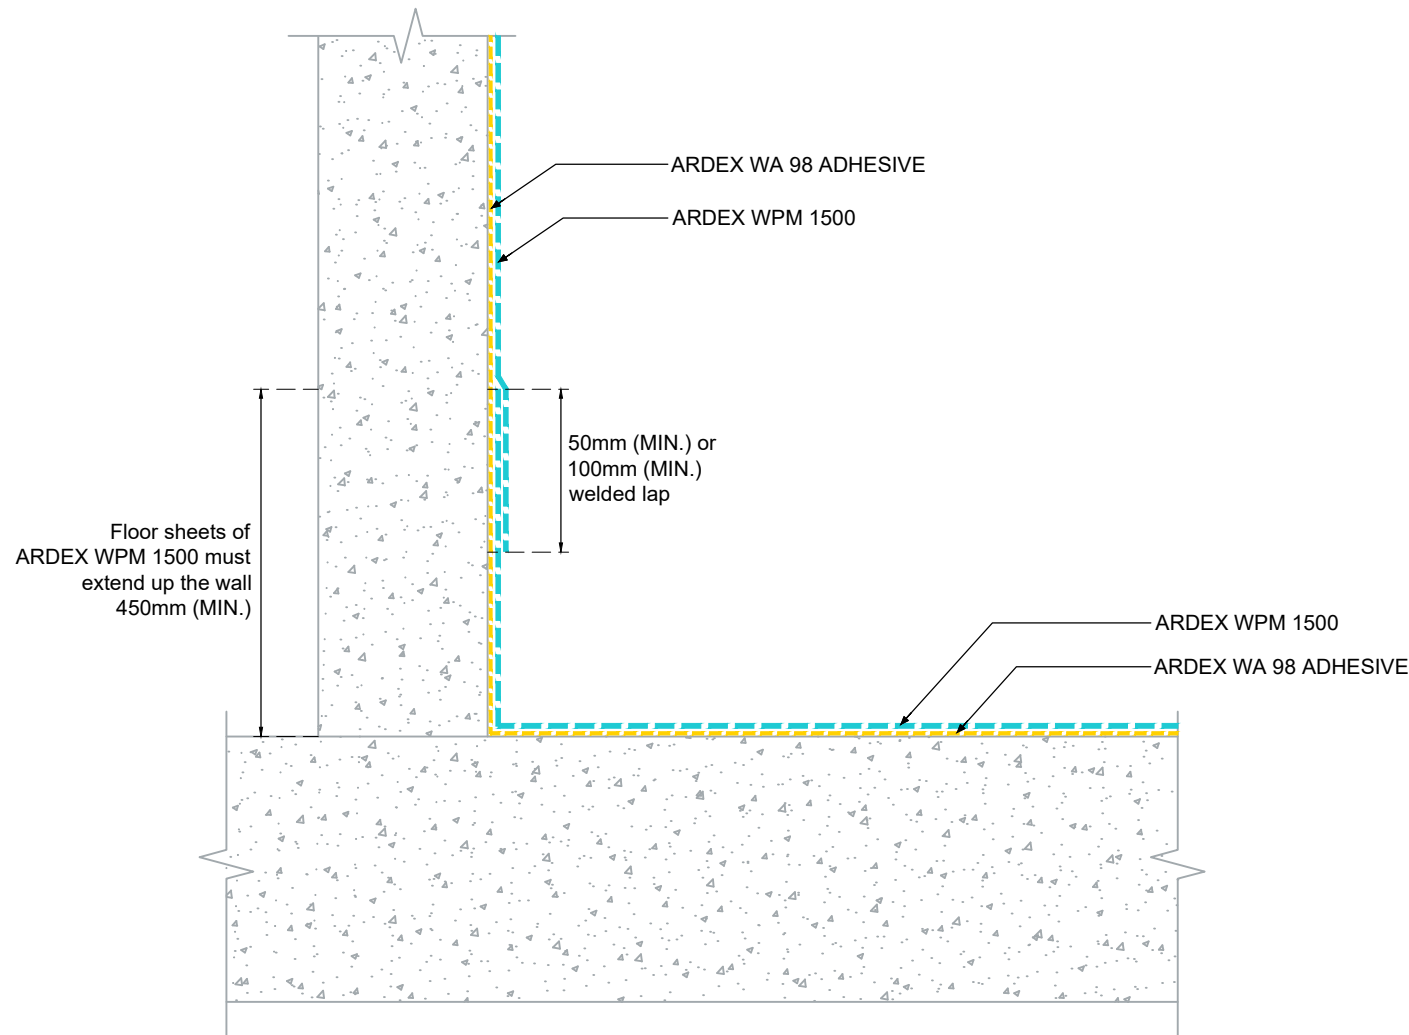 ARDEX WA 98 ADHESIVE
ARDEX WPM 1500
50mm (MIN.) or
100mm (MIN.)
welded lap
Floor sheets of
ARDEX WPM 1500 must
extend up the wall
450mm (MIN.)
ARDEX WPM 1500
ARDEX WA 98 ADHESIVE